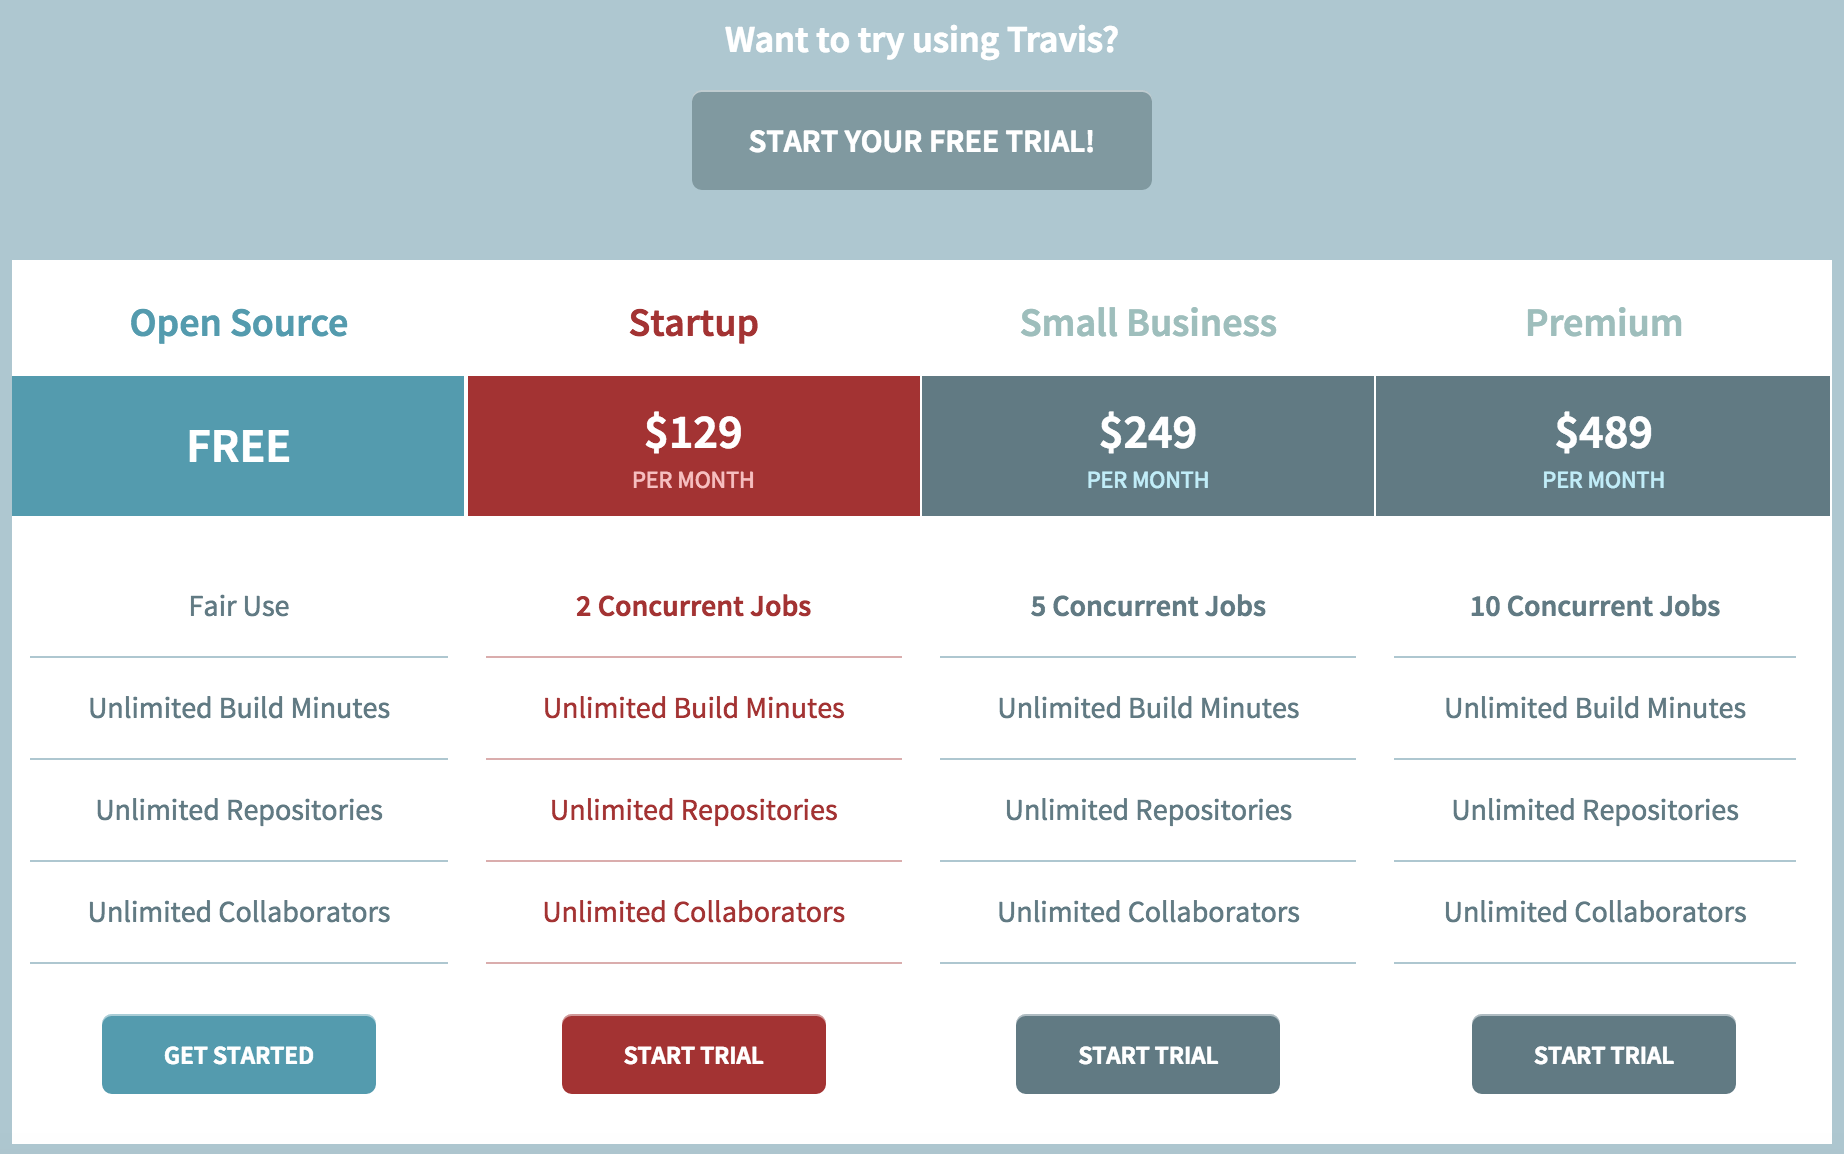 Want to try using Travis?
START YOUR FREE TRIAL!
Open Source
FREE
Fair Use
Unlimited Build Minutes
Unlimited Repositories
Unlimited Collaborators
GET STARTED
Startup
$129
PER MONTH
2 Concurrent Jobs
Unlimited Build Minutes
Unlimited Repositories
Unlimited Collaborators
START TRIAL
Small Business
$249
PER MONTH
5 Concurrent Jobs
Unlimited Build Minutes
Unlimited Repositories
Unlimited Collaborators
START TRIAL
Premium
$489
PER MONTH
10 Concurrent Jobs
Unlimited Build Minutes
Unlimited Repositories
Unlimited Collaborators
START TRIAL